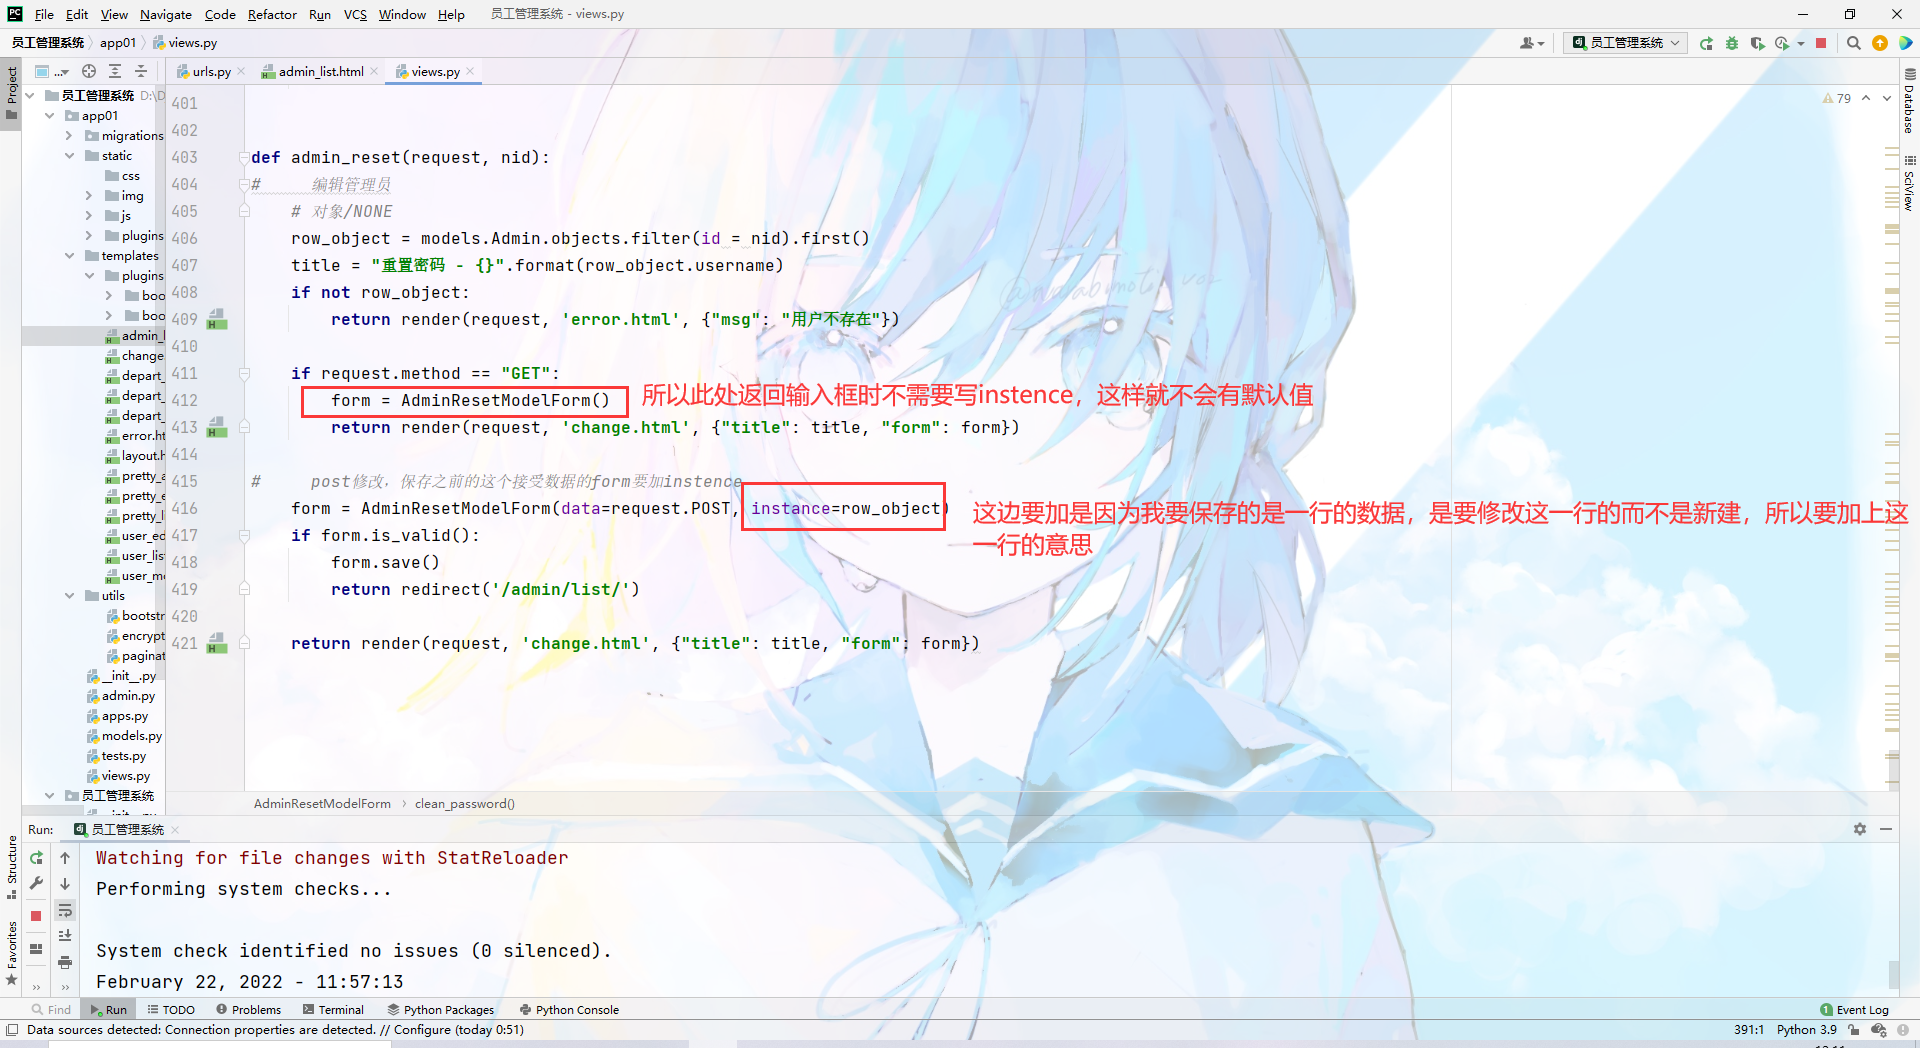 File Edit View Navigate Code Refactor Run VCS Window Help 员工管理系统 - views.py
员工管理系统 app01 views.py
员工管理系统
Project
...
urls.py
admin_list.html
views.py
员工管理系统 D:\D
app01
migrations
static
css
img
js
plugins
templates
plugins
boo
boo
admin_l
change
depart_
depart_
depart_
error.ht
layout.h
pretty_a
pretty_e
pretty_li
user_ed
user_list
user_mo
utils
bootstr
encrypt
paginat
__init__.py
admin.py
apps.py
models.py
tests.py
views.py
员工管理系统
79
Database
SciView
401
402
403 def admin_reset(request, nid):
404 # 编辑管理员
405 # 对象/NONE
406 row_object = models.Admin.objects.filter(id = nid).first()
407 title = "重置密码 - {}".format(row_object.username)
408 if not row_object:
409 return render(request, 'error.html', {"msg": "用户不存在"})
410
411 if request.method == "GET":
412 form = AdminResetModelForm()
所以此处返回输入框时不需要写instence，这样就不会有默认值
413 return render(request, 'change.html', {"title": title, "form": form})
414
415 # post修改，保存之前的这个接受数据的form要加instence
416 form = AdminResetModelForm(data=request.POST, instance=row_object)
这边要加是因为我要保存的是一行的数据，是要修改这一行的而不是新建，所以要加上这
一行的意思
417 if form.is_valid():
418 form.save()
419 return redirect('/admin/list/')
420
421 return render(request, 'change.html', {"title": title, "form": form})
AdminResetModelForm clean_password()
Run: 员工管理系统
Structure
Favorites
Watching for file changes with StatReloader
Performing system checks...
System check identified no issues (0 silenced).
February 22, 2022 - 11:57:13
Find Run TODO Problems Terminal Python Packages Python Console 1 Event Log
Data sources detected: Connection properties are detected. // Configure (today 0:51) 391:1 Python 3.9